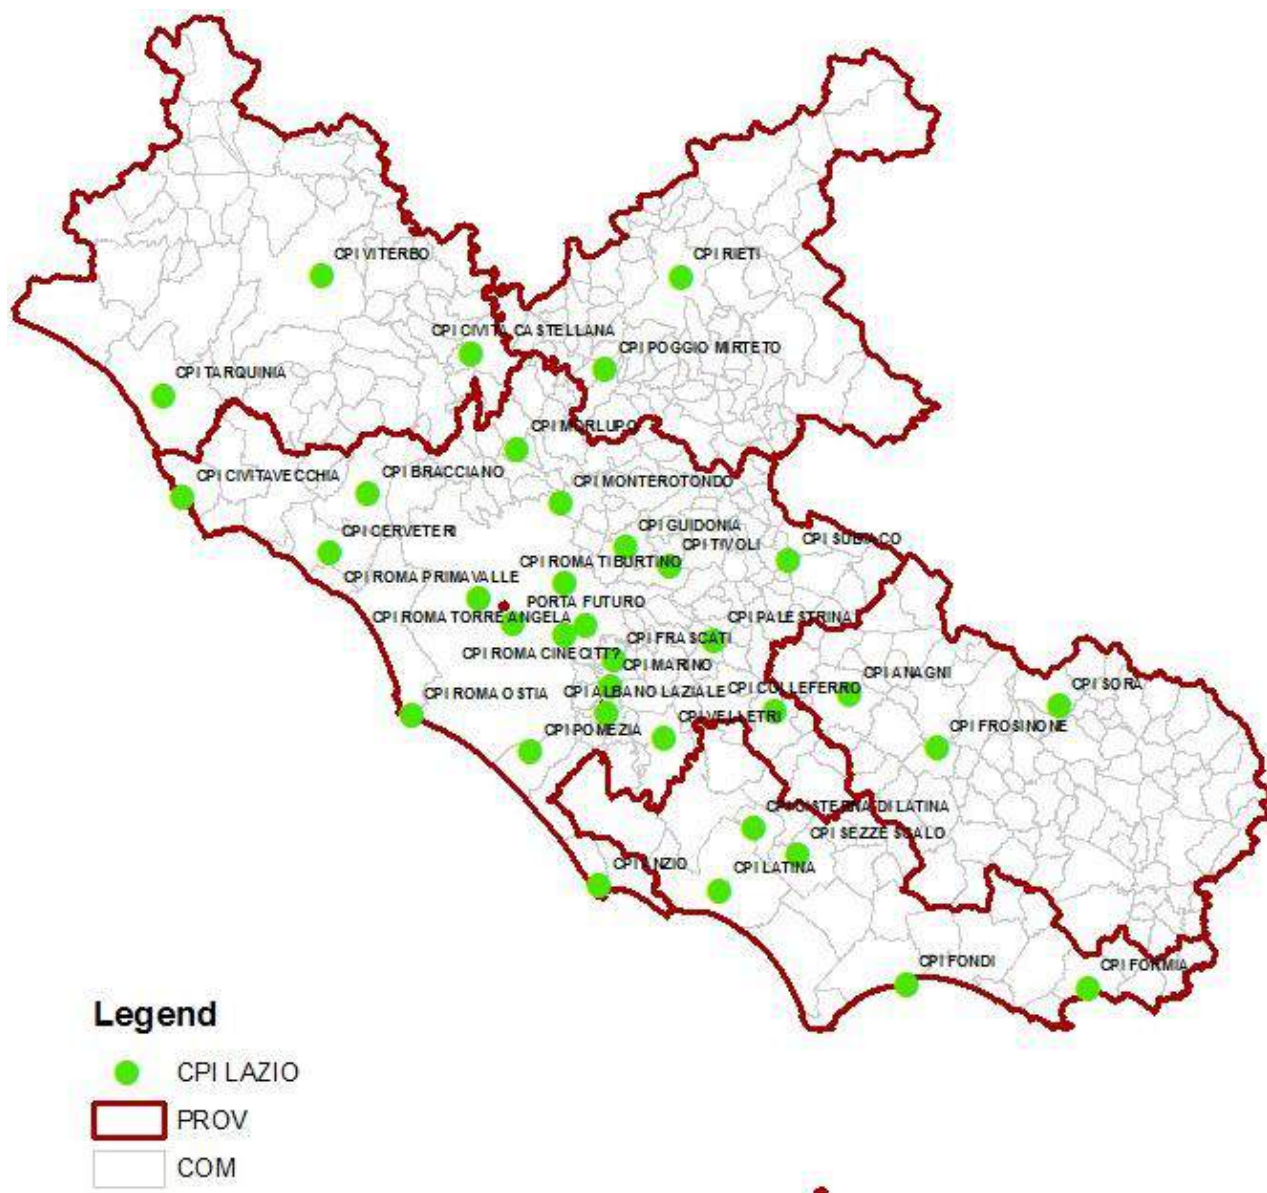 CPI VITERBO
CPI RIETI
CPI CIVITA CASTELLANA
CPI POGGIO MIRTETO
CPI TARQUINIA
CPI MORLUPO
CPI CIVITAVECCHIA
CPI BRACCIANO
CPI MONTEROTONDO
CPI GUIDONIA
CPI CERVETERI
CPI TIVOLI
CPI SUBIACO
CPI ROMA TIBURTINO
CPI ROMA PRIMAVALLE
PORTA FUTURO
CPI ROMA TORRE ANGELA
CPI PALESTRINA
CPI FRASCATI
CPI ROMA CINECITT?
CPI MARINO
CPI ANAGNI
CPI ROMA OSTIA
CPI ALBANO LAZIALE
CPI COLLEFERRO
CPI SORA
CPI POMEZIA
CPI VELLETRI
CPI FROSINONE
CPI CISTERNA DI LATINA
CPI SEZZE SCALO
CPI ANZIO
CPI LATINA
CPI FONDI
CPI FORMIA
Legend
CPI LAZIO
PROV
COM